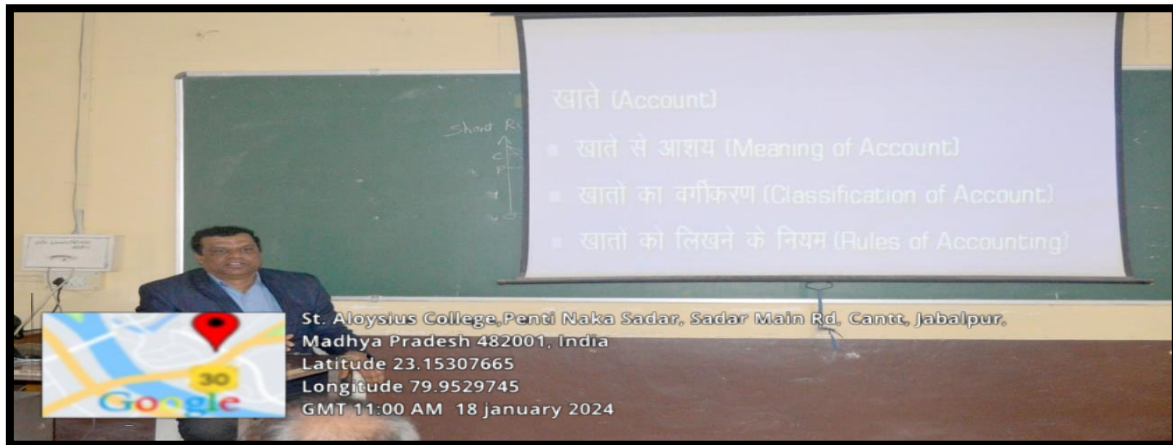 खाते (Account)
खाते से आशय (Meaning of Account)
खातों का वर्गीकरण (Classification of Account)
खातों को लिखने के नियम (Rules of Accounting)
Short
St. Aloysius College,Penti Naka Sadar, Sadar Main Rd, Cantt, Jabalpur,
Madhya Pradesh 482001, India
Latitude 23.15307665
Longitude 79.9529745
GMT 11:00 AM 18 january 2024
30
Google